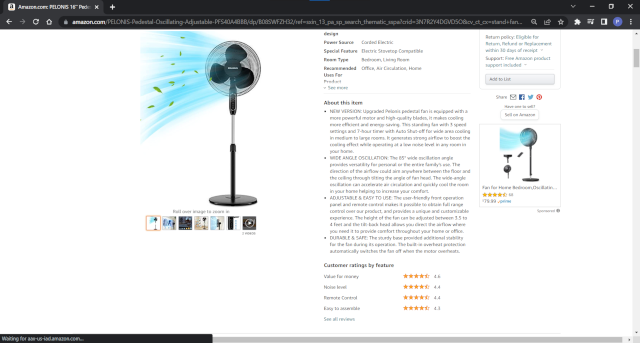 Amazon.com: PELONIS 16'' Pede
amazon.com/PELONIS-Pedestal-Oscillating-Adjustable-PFS40A4BBB/dp/B08SWFZH32/
design
Power Source Corded Electric
Special Feature Electric Stovetop Compatible
Room Type Bedroom, Living Room
Recommended Office, Air Circulation, Home
Uses For
Product
See more
About this item
NEW VERSION: Upgraded Pelonis pedestal fan is equipped with a
more powerful motor and high-quality blades, it makes cooling
more efficient and energy-saving. This standing fan with 3 speed
settings and 7-hour timer with Auto Shut-off for wide area cooling
in medium to large rooms. It generates strong airflow to boost the
cooling effect while operating at a low noise level in any room in
your home.
WIDE ANGLE OSCILLATION: The 85° wide oscillation angle
provides versatility for personal or the entire family's use. The
direction of the airflow could aim anywhere between the floor and
the ceiling through tilting the angle of fan head. The wide-angle
oscillation can accelerate air circulation and quickly cool the room
in your home helping to increase your comfort.
ADJUSTABLE & EASY TO USE: The user-friendly front operation
panel and remote control makes it possible to obtain full range
control over our product, and provides a unique and customizable
experience. The height of the fan can be adjusted between 3.5 to
4 feet and the tilt-back head allows you direct the airflow where
you need it to provide comfort throughout your home or office.
DURABLE & SAFE: The sturdy base provided additional stability
for the fan during its operation. The built-in overheat protection
automatically switches the fan off when the motor overheats.
Customer ratings by feature
Value for money 4.6
Noise level 4.4
Remote Control 4.4
Easy to assemble 4.3
See all reviews
Roll over image to zoom in
Return policy: Eligible for
Return, Refund or Replacement
within 30 days of receipt
Support: Free Amazon product
support included
Add to List
Share
Have one to sell?
Sell on Amazon
Fan for Home Bedroom,Oscillatin...
Sponsored
Waiting for aax-us-iad.amazon.com...